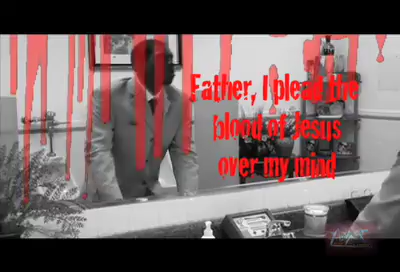 Father, I plead the
blood of Jesus
over my mind